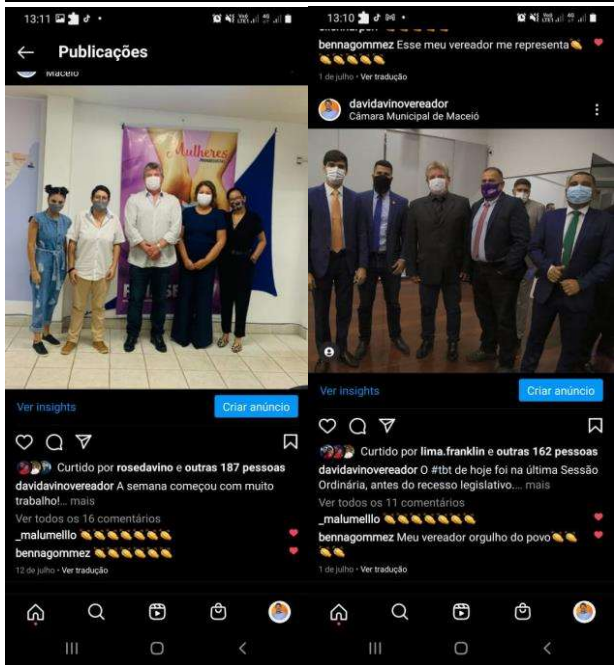 13:11
Publicações
Maceió
Mulheres
Ver insights
Criar anúncio
Curtido por rosedavino e outras 187 pessoas
davidavinovereador A semana começou com muito
trabalho!... mais
Ver todos os 16 comentários
_malumelllo 👏👏👏👏👏👏👏
bennagommez 👏👏👏👏👏👏
12 de julho · Ver tradução
13:10
bennagommez Esse meu vereador me representa👏
👏👏👏👏👏
1 de julho · Ver tradução
davidavinovereador
Câmara Municipal de Maceió
Ver insights
Criar anúncio
Curtido por lima.franklin e outras 162 pessoas
davidavinovereador O #tbt de hoje foi na última Sessão
Ordinária, antes do recesso legislativo.... mais
Ver todos os 11 comentários
_malumelllo 👏👏👏👏👏👏👏
bennagommez Meu vereador orgulho do povo👏👏
👏👏
1 de julho · Ver tradução